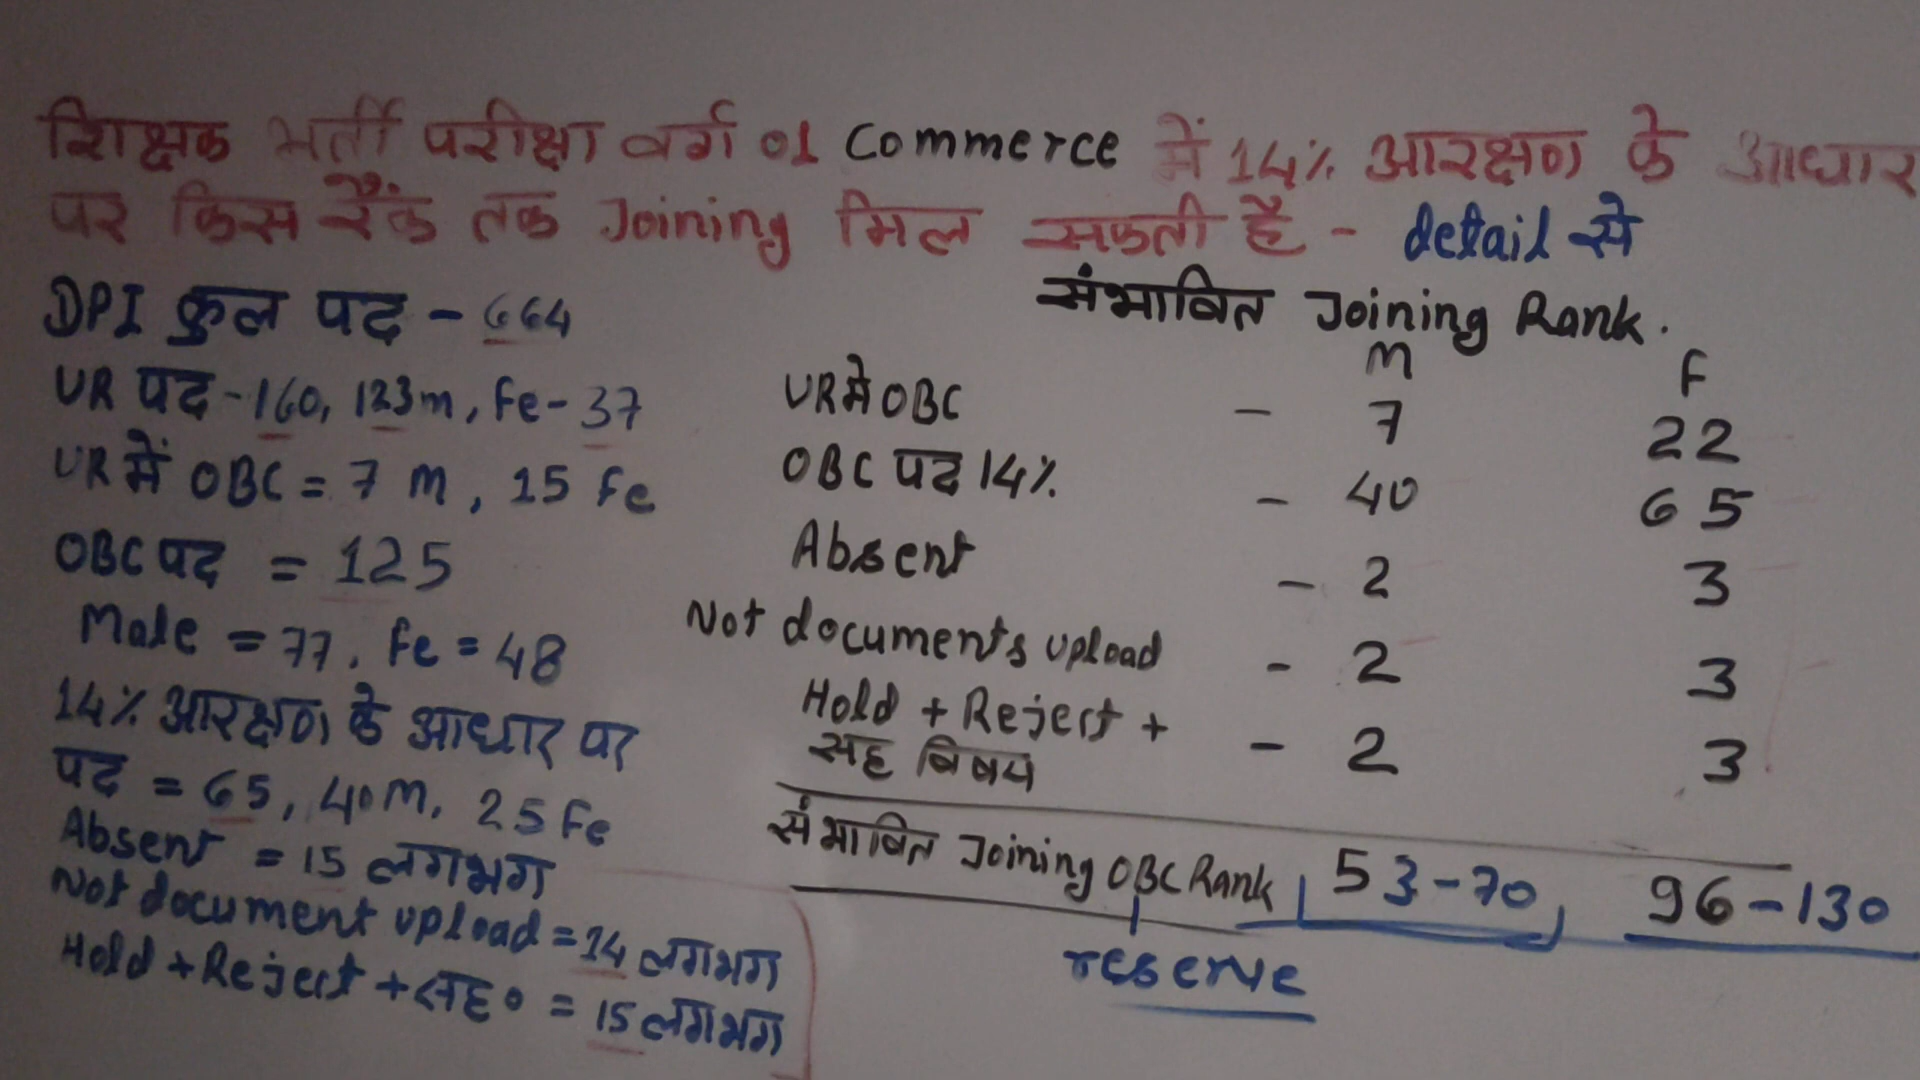 शिक्षक भर्ती परीक्षा वर्ग 01 Commerce में 14% आरक्षण के आधार
पर किस रैंक तक Joining मिल सकती है - detail से
DPI कुल पद - 664
UR पद - 160, 123m, Fe - 37
UR में OBC = 7 M, 15 Fe
OBC पद = 125
Male = 77, Fe = 48
14% आरक्षण के आधार पर
पद = 65, 40M, 25 Fe
Absent = 15 लगभग
Not document upload = 14 लगभग
Hold + Reject + सह० = 15 लगभग
संभावित Joining Rank.
M F
UR में OBC - 7 22
OBC पद 14% - 40 65
Absent - 2 3
Not documents upload - 2 3
Hold + Reject +
सह विषय - 2 3
संभावित Joining OBC Rank 53-70 96-130
reserve